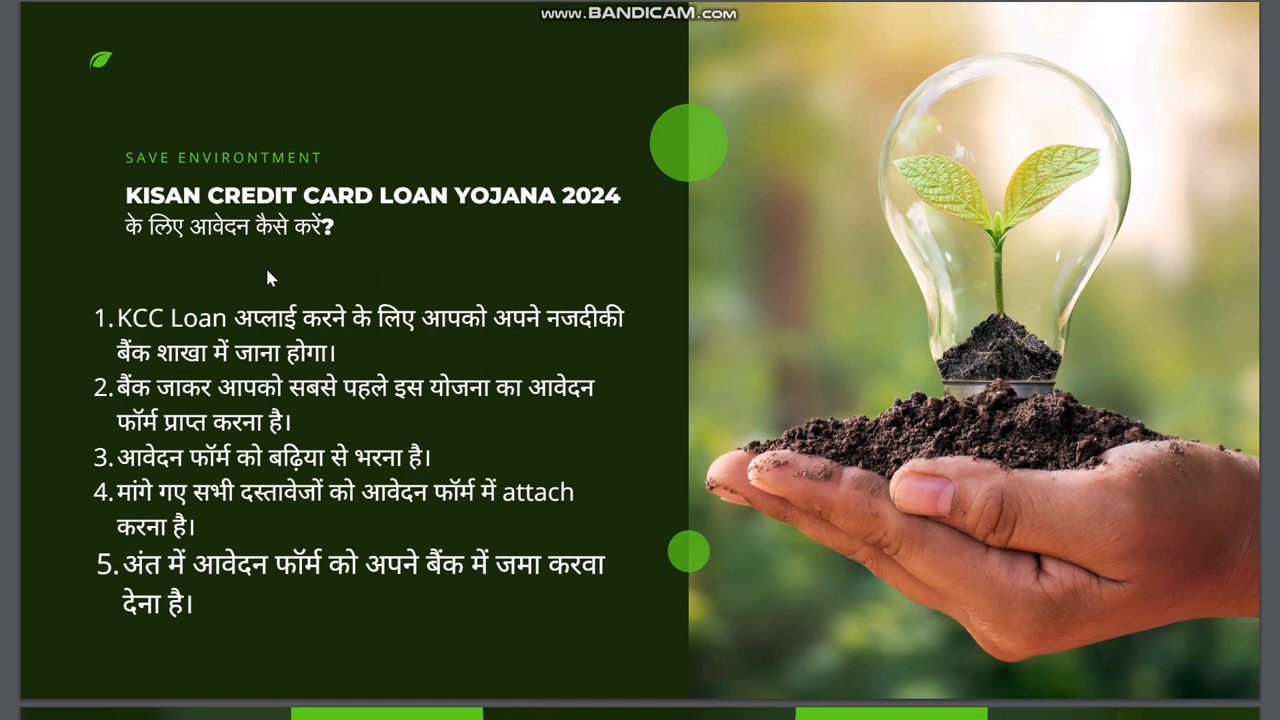 www.BANDICAM.com
SAVE ENVIRONTMENT
KISAN CREDIT CARD LOAN YOJANA 2024
के लिए आवेदन कैसे करें?
1. KCC Loan अप्लाई करने के लिए आपको अपने नजदीकी
बैंक शाखा में जाना होगा।
2. बैंक जाकर आपको सबसे पहले इस योजना का आवेदन
फॉर्म प्राप्त करना है।
3. आवेदन फॉर्म को बढ़िया से भरना है।
4. मांगे गए सभी दस्तावेजों को आवेदन फॉर्म में attach
करना है।
5. अंत में आवेदन फॉर्म को अपने बैंक में जमा करवा
देना है।